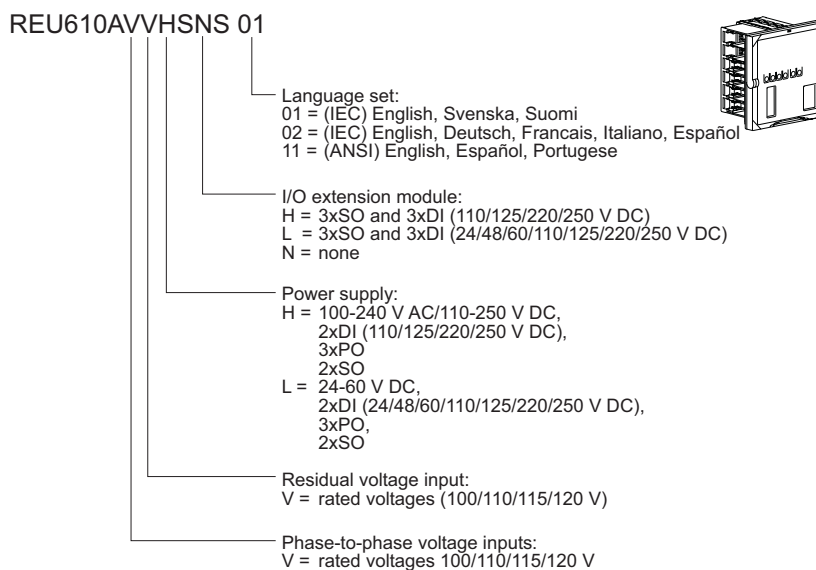 REU610AVVHSNS 01
Language set:
01 = (IEC) English, Svenska, Suomi
02 = (IEC) English, Deutsch, Francais, Italiano, Español
11 = (ANSI) English, Español, Portugese
I/O extension module:
H = 3xSO and 3xDI (110/125/220/250 V DC)
L = 3xSO and 3xDI (24/48/60/110/125/220/250 V DC)
N = none
Power supply:
H = 100-240 V AC/110-250 V DC,
2xDI (110/125/220/250 V DC),
3xPO
2xSO
L = 24-60 V DC,
2xDI (24/48/60/110/125/220/250 V DC),
3xPO,
2xSO
Residual voltage input:
V = rated voltages (100/110/115/120 V)
Phase-to-phase voltage inputs:
V = rated voltages 100/110/115/120 V